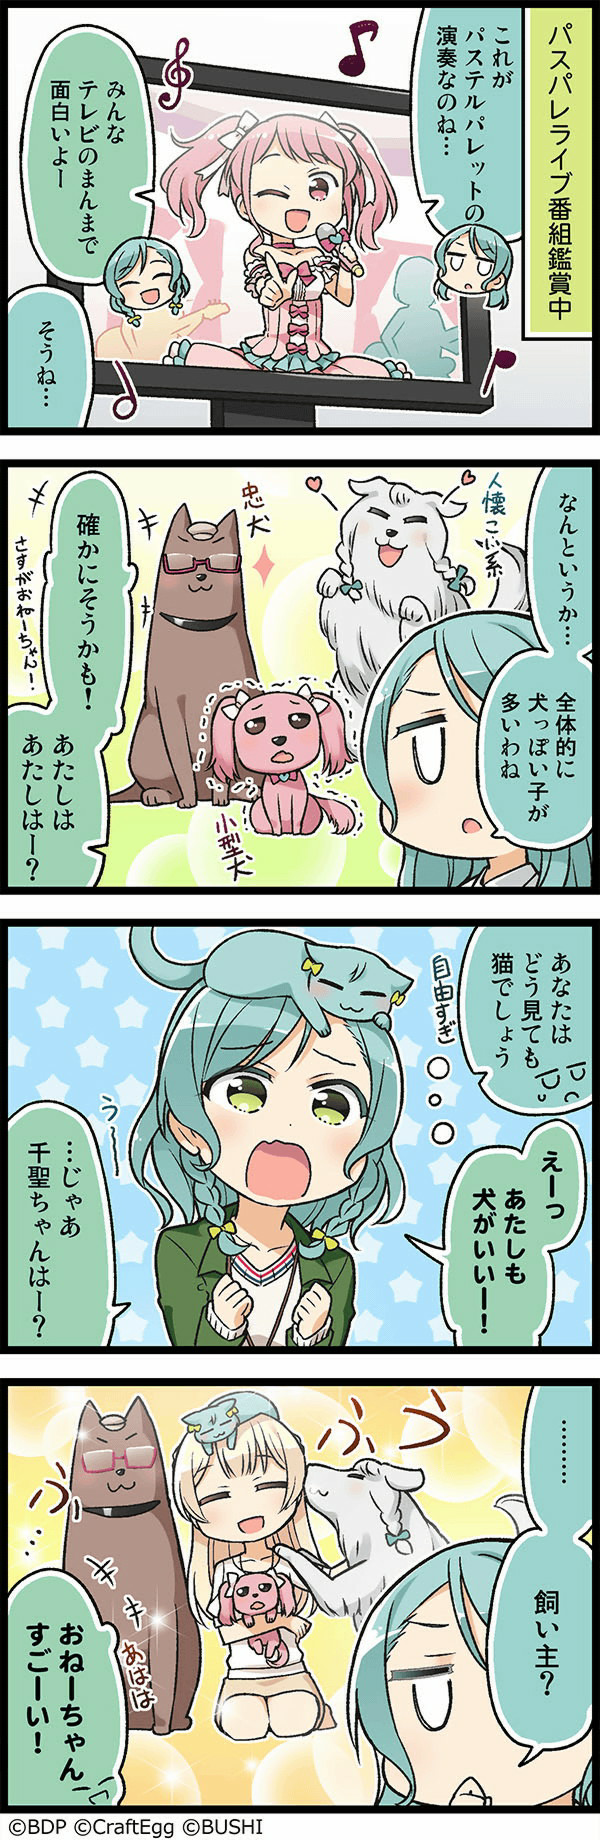 パスパレライブ番組鑑賞中
これが
パステルパレットの
演奏なのね…
みんな
テレビのまんまで
面白いよー
そうね…
なんというか…
全体的に
犬っぽい子が
多いわね
人懐こい系
忠犬
小型犬
確かにそうかも!
さすがおねーちゃんー!
あたしは
あたしはー?
あなたは
どう見ても
猫でしょう
自由すぎ
えーっ
あたしも
犬がいいー!
うー
…じゃあ
千聖ちゃんはー?
………
飼い主?
ふふ
ふふ…
あはは
おねーちゃん
すごーい!
©BDP ©CraftEgg ©BUSHI